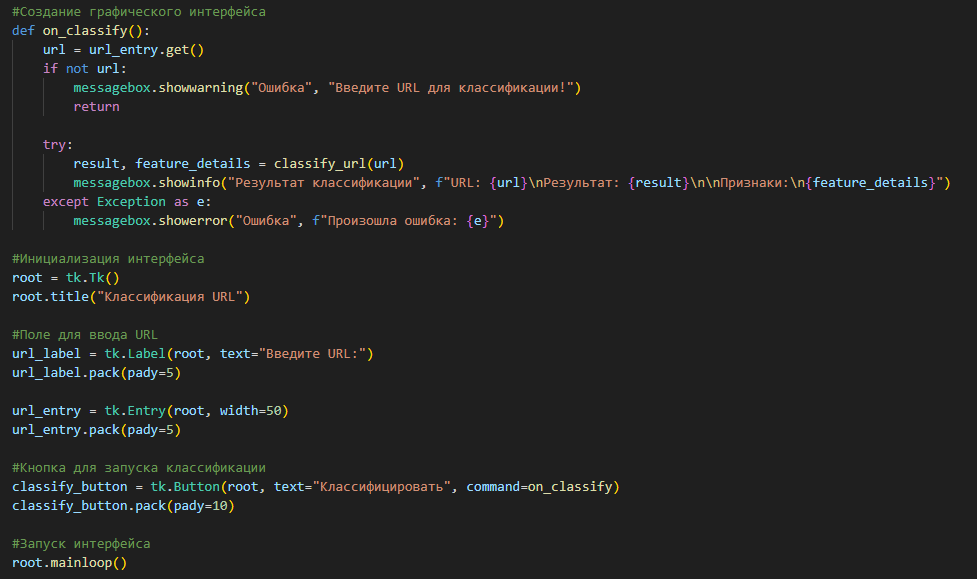 #Создание графического интерфейса
def on_classify():
    url = url_entry.get()
    if not url:
        messagebox.showwarning("Ошибка", "Введите URL для классификации!")
        return
    try:
        result, feature_details = classify_url(url)
        messagebox.showinfo("Результат классификации", f"URL: {url}\nРезультат: {result}\n\nПризнаки:\n{feature_details}")
    except Exception as e:
        messagebox.showerror("Ошибка", f"Произошла ошибка: {e}")
#Инициализация интерфейса
root = tk.Tk()
root.title("Классификация URL")
#Поле для ввода URL
url_label = tk.Label(root, text="Введите URL:")
url_label.pack(pady=5)
url_entry = tk.Entry(root, width=50)
url_entry.pack(pady=5)
#Кнопка для запуска классификации
classify_button = tk.Button(root, text="Классифицировать", command=on_classify)
classify_button.pack(pady=10)
#Запуск интерфейса
root.mainloop()